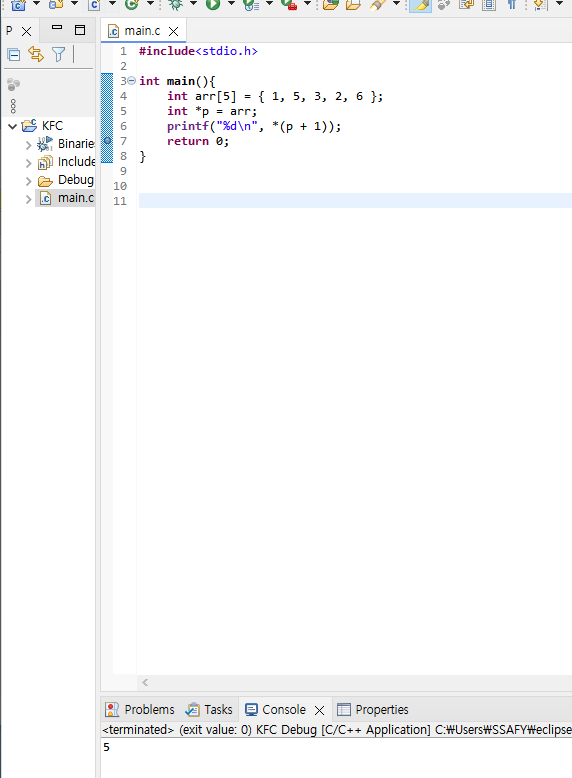 P
main.c
KFC
Binarie
Include
Debug
main.c
1 #include<stdio.h>
2
3 int main(){
4     int arr[5] = { 1, 5, 3, 2, 6 };
5     int *p = arr;
6     printf("%d\n", *(p + 1));
7     return 0;
8 }
9
10
11
Problems Tasks Console Properties
<terminated> (exit value: 0) KFC Debug [C/C++ Application] C:₩Users₩SSAFY₩eclipse
5